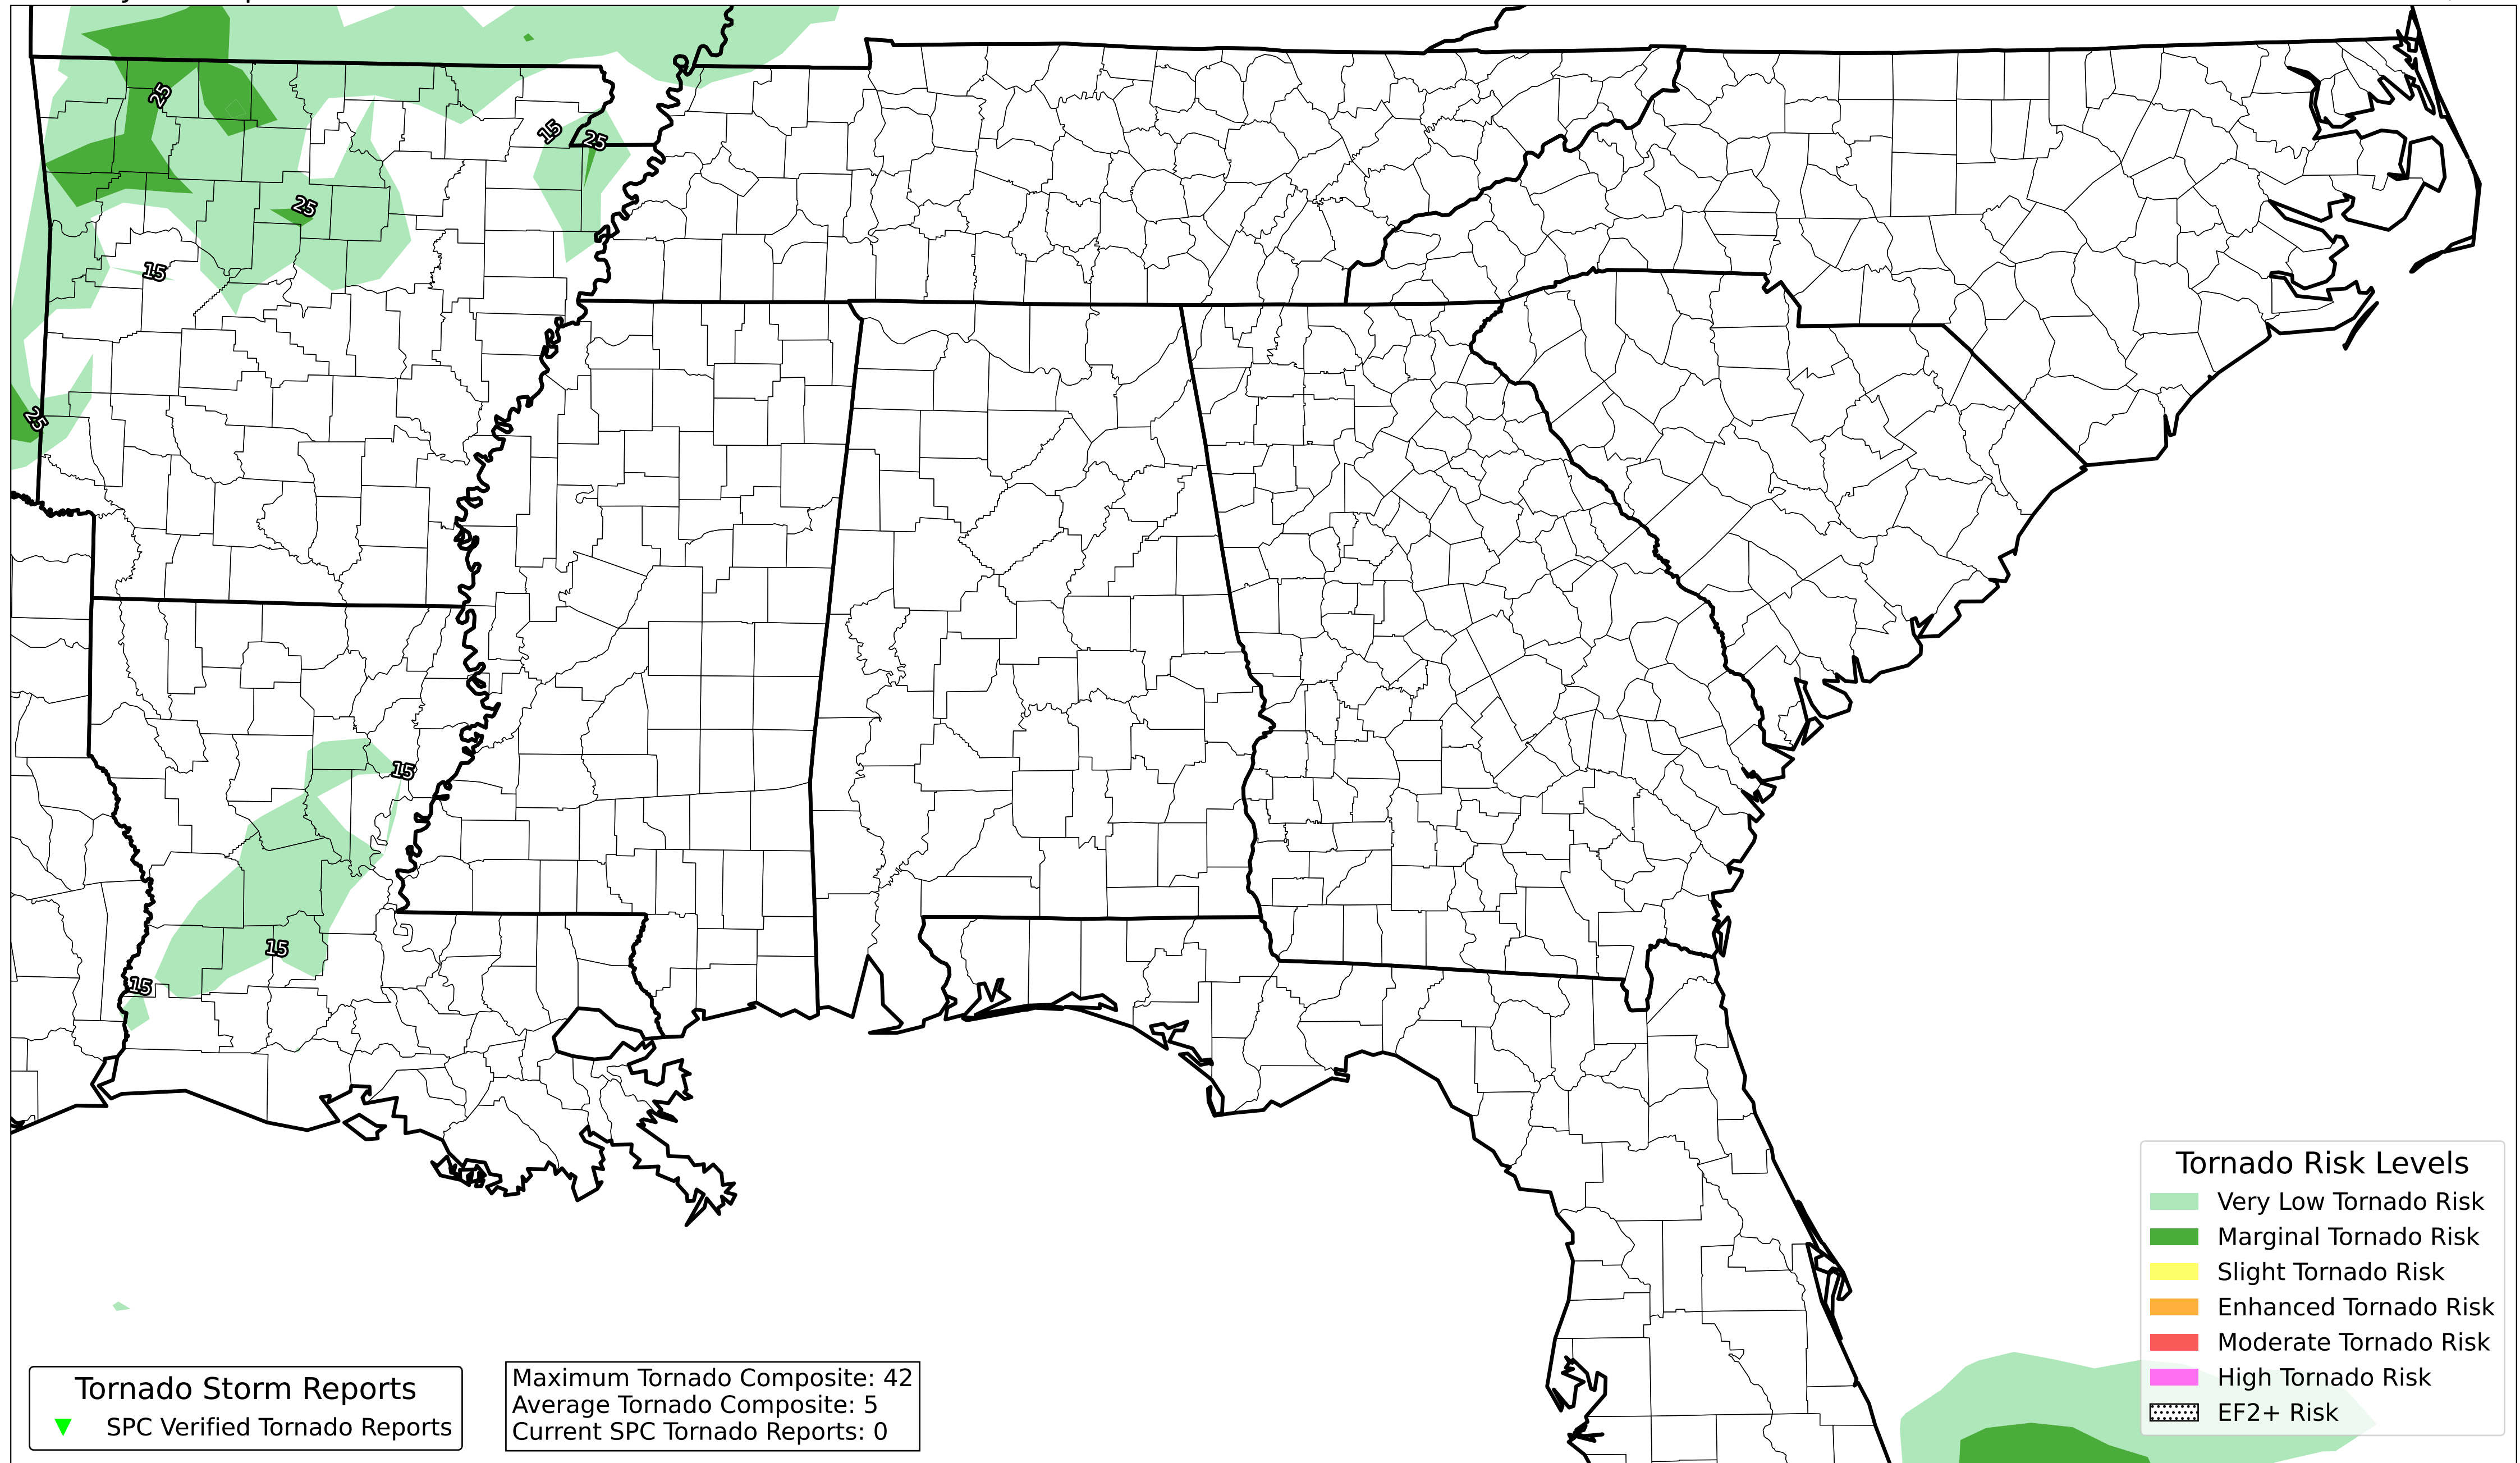 25
15
25
25
15
25
15
15
15
Tornado Risk Levels
Very Low Tornado Risk
Marginal Tornado Risk
Slight Tornado Risk
Enhanced Tornado Risk
Moderate Tornado Risk
High Tornado Risk
EF2+ Risk
Tornado Storm Reports
SPC Verified Tornado Reports
Maximum Tornado Composite: 42
Average Tornado Composite: 5
Current SPC Tornado Reports: 0